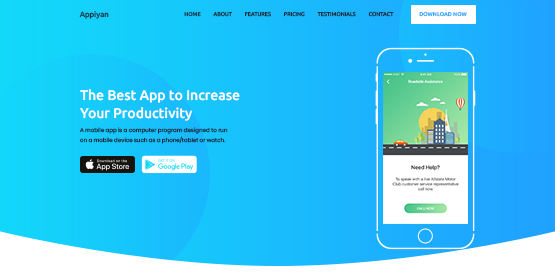 Appiyan
HOME ABOUT FEATURES PRICING TESTIMONIALS CONTACT DOWNLOAD NOW
The Best App to Increase
Your Productivity
A mobile app is a computer program designed to run
on a mobile device such as a phone/tablet or watch.
Download on the
App Store
GET IT ON
Google Play
Roadside Assistance
Need Help?
To speak with a live Allstate Motor
Club customer service representative
call now.
CALL NOW